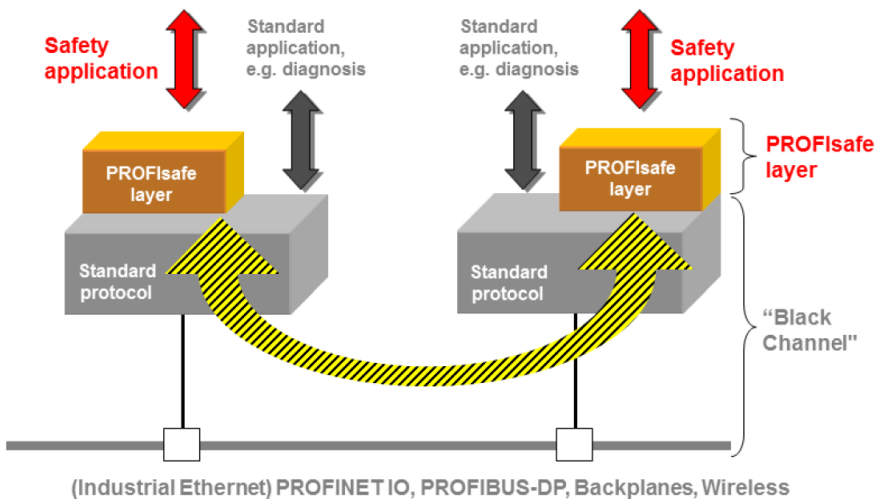 Safety
application
Standard
application,
e.g. diagnosis
Standard
application,
e.g. diagnosis
Safety
application
PROFIsafe
layer
PROFIsafe
layer
PROFIsafe
layer
Standard
protocol
Standard
protocol
“Black
Channel"
(Industrial Ethernet) PROFINET IO, PROFIBUS-DP, Backplanes, Wireless